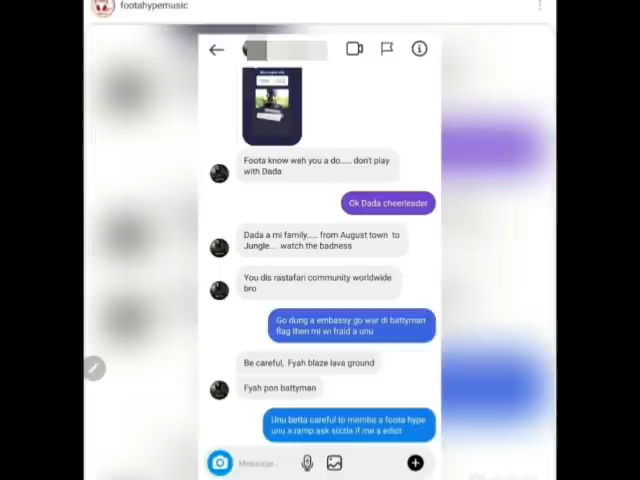 footahypemusic
Foota know weh you a do..... don't play
with Dada
Ok Dada cheerleader
Dada a mi family..... from August town to
Jungle.... watch the badness
You dis rastafari community worldwide
bro
Go dung a embassy go war di battyman
flag then mi wi fraid a unu
Be careful, Fyah blaze lava ground
Fyah pon battyman
Unu betta careful to memba a foota hype
unu a ramp ask sizzla if me a ediot
Message...